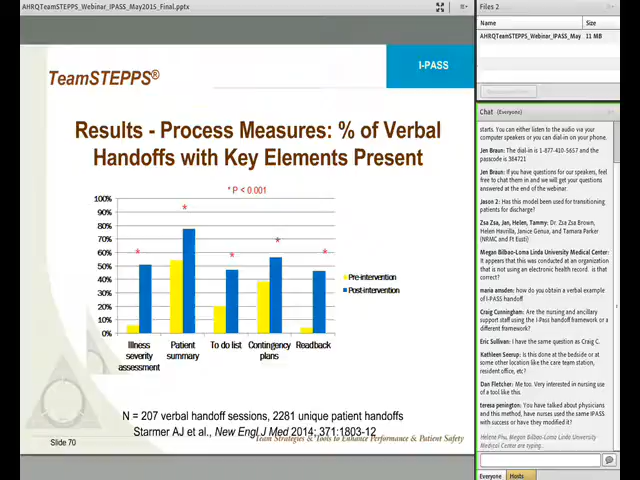 AHRQTeamSTEPPS_Webinar_IPASS_May2015_Final.pptx
I-PASS
TeamSTEPPS®
Results - Process Measures: % of Verbal
Handoffs with Key Elements Present
* P < 0.001
100%
90%
80%
70%
60%
50%
40%
30%
20%
10%
0%
* * * * *
Pre-intervention
Post-intervention
Illness severity assessment
Patient summary
To do list
Contingency plans
Readback
N = 207 verbal handoff sessions, 2281 unique patient handoffs
Starmer AJ et al., New Engl J Med 2014; 371:1803-12
Team Strategies & Tools to Enhance Performance & Patient Safety
Slide 70
Files 2
Name Size
AHRQTeamSTEPPS_Webinar_IPASS_May 11 MB
Chat (Everyone)
starts. You can either listen to the audio via your
computer speakers or you can dial-in on your phone.
Jen Braun: The dial-in is 1-877-410-5657 and the
passcode is 384721
Jen Braun: If you have questions for our speakers, feel
free to chat them in and we will get your questions
answered at the end of the webinar.
Jason 2: Has this model been used for transitioning
patients for discharge?
Zsa Zsa, Jan, Helen, Tammy: Dr. Zsa Zsa Brown,
Helen Havrilla, Janice Genua, and Tamara Parker
(NRMC and Ft Eusti)
Megan Bilbao-Loma Linda University Medical Center:
It appears that this was conducted at an organization
that is not using an electronic health record. is that
correct?
maria amsden: how do you obtain a verbal example
of I-PASS handoff
Craig Cunningham: Are the nursing and ancillary
support staff using the I-Pass handoff framework or a
different framework?
Eric Sullivan: I have the same question as Craig C.
Kathleen Seerup: Is this done at the bedside or at
some other location like the care team station,
resident office, etc?
Dan Fletcher: Me too. Very interested in nursing use
of a tool like this.
teresa penington: You have talked about physicians
and this method, have nurses used the same IPASS
with success or have they modified it?
Helene Phu, Megan Bilbao-Loma Linda University
Medical Center are typing..
Everyone Hosts